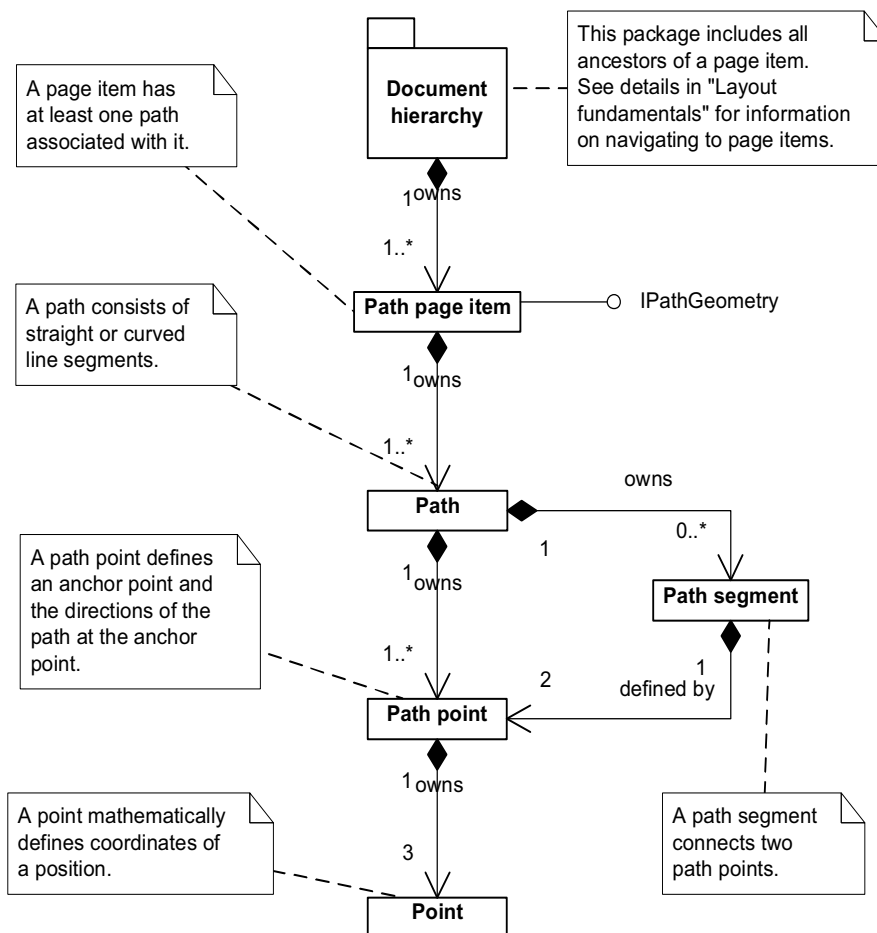 This package includes all
ancestors of a page item.
See details in "Layout
fundamentals" for information
on navigating to page items.
A page item has
at least one path
associated with it.
Document
hierarchy
1
owns
1..*
Path page item
IPathGeometry
A path consists of
straight or curved
line segments.
1
owns
1..*
Path
owns
1
0..*
A path point defines
an anchor point and
the directions of the
path at the anchor
point.
1
owns
Path segment
1..*
1
2
defined by
Path point
1
owns
A point mathematically
defines coordinates of
a position.
A path segment
connects two
path points.
3
Point